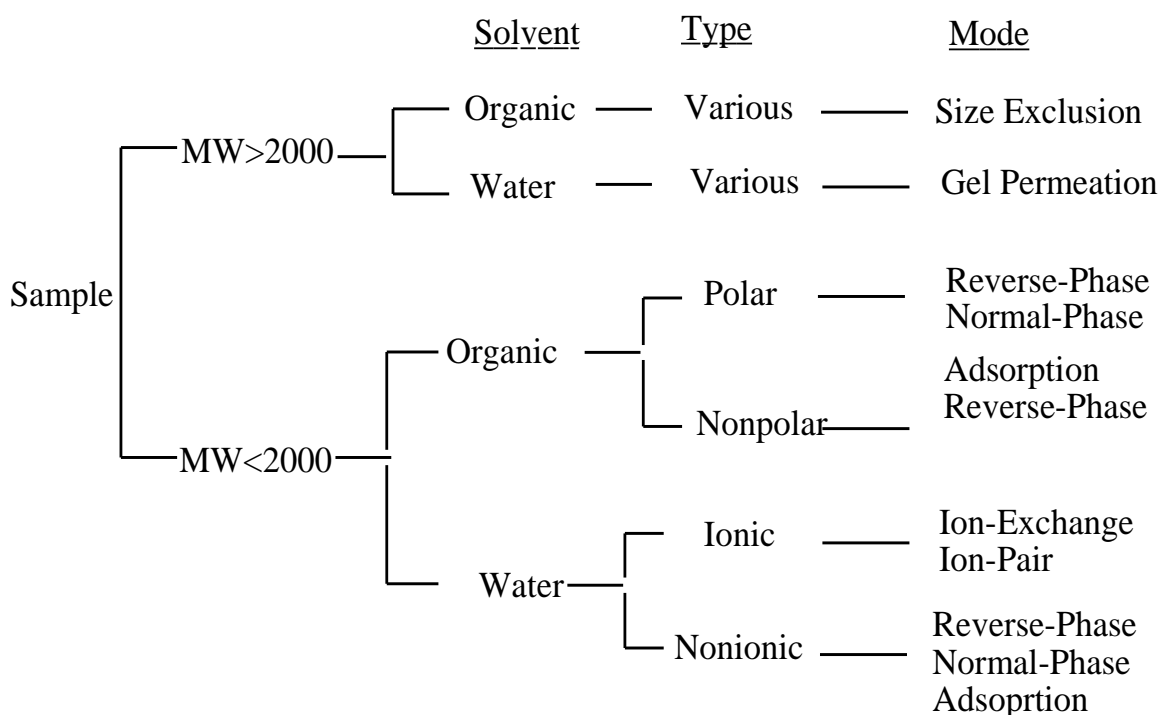 Solvent Type Mode
Organic Various Size Exclusion
MW>2000
Water Various Gel Permeation
Sample
Polar Reverse-Phase
Normal-Phase
Organic
Adsorption
Nonpolar Reverse-Phase
MW<2000
Ionic Ion-Exchange
Ion-Pair
Water
Nonionic Reverse-Phase
Normal-Phase
Adsoprtion